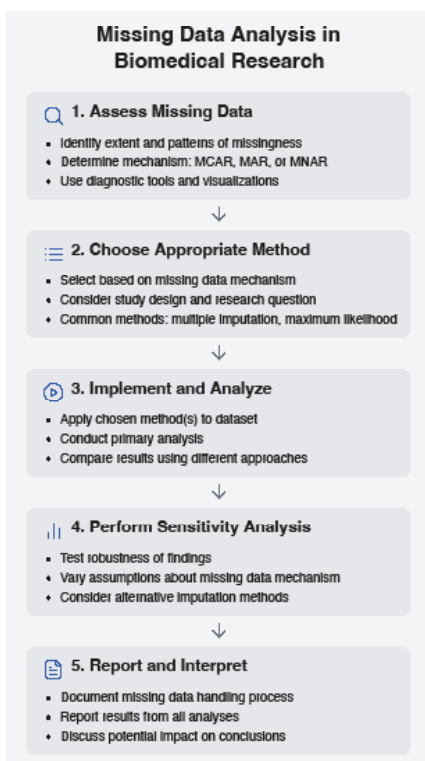 Missing Data Analysis in
Biomedical Research
1. Assess Missing Data
Identify extent and patterns of missingness
Determine mechanism: MCAR, MAR, or MNAR
Use diagnostic tools and visualizations
2. Choose Appropriate Method
Select based on missing data mechanism
Consider study design and research question
Common methods: multiple imputation, maximum likelihood
3. Implement and Analyze
Apply chosen method(s) to dataset
Conduct primary analysis
Compare results using different approaches
4. Perform Sensitivity Analysis
Test robustness of findings
Vary assumptions about missing data mechanism
Consider alternative imputation methods
5. Report and Interpret
Document missing data handling process
Report results from all analyses
Discuss potential impact on conclusions